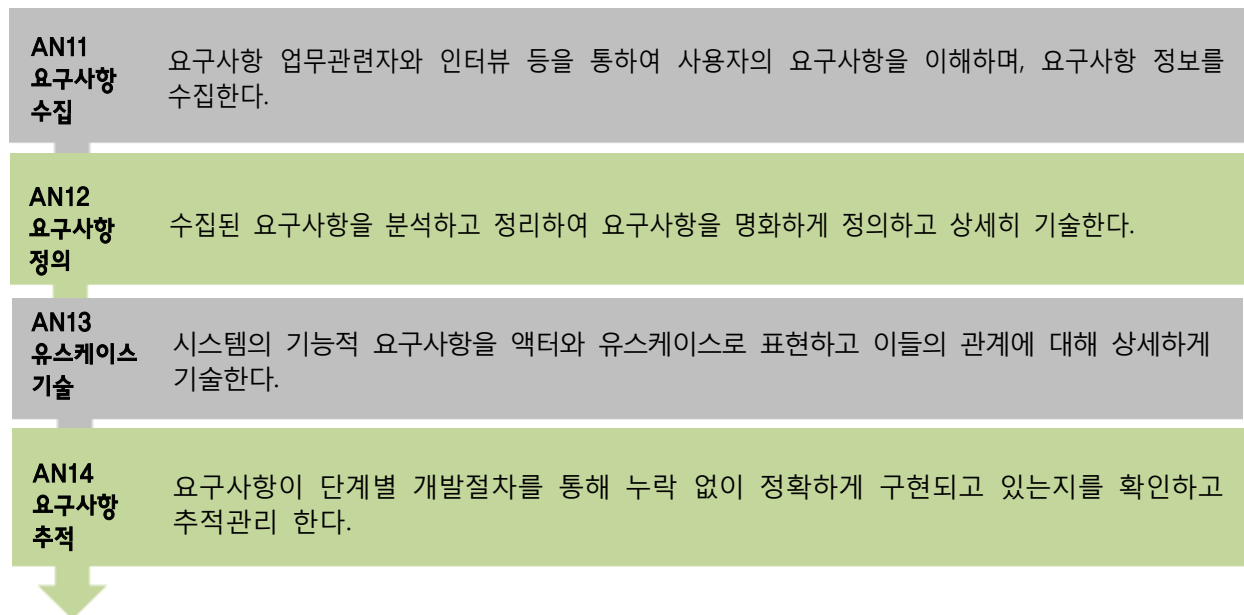 AN11
요구사항
수집
요구사항 업무관련자와 인터뷰 등을 통하여 사용자의 요구사항을 이해하며, 요구사항 정보를
수집한다.
AN12
요구사항
정의
수집된 요구사항을 분석하고 정리하여 요구사항을 명화하게 정의하고 상세히 기술한다.
AN13
유스케이스
기술
시스템의 기능적 요구사항을 액터와 유스케이스로 표현하고 이들의 관계에 대해 상세하게
기술한다.
AN14
요구사항
추적
요구사항이 단계별 개발절차를 통해 누락 없이 정확하게 구현되고 있는지를 확인하고
추적관리 한다.